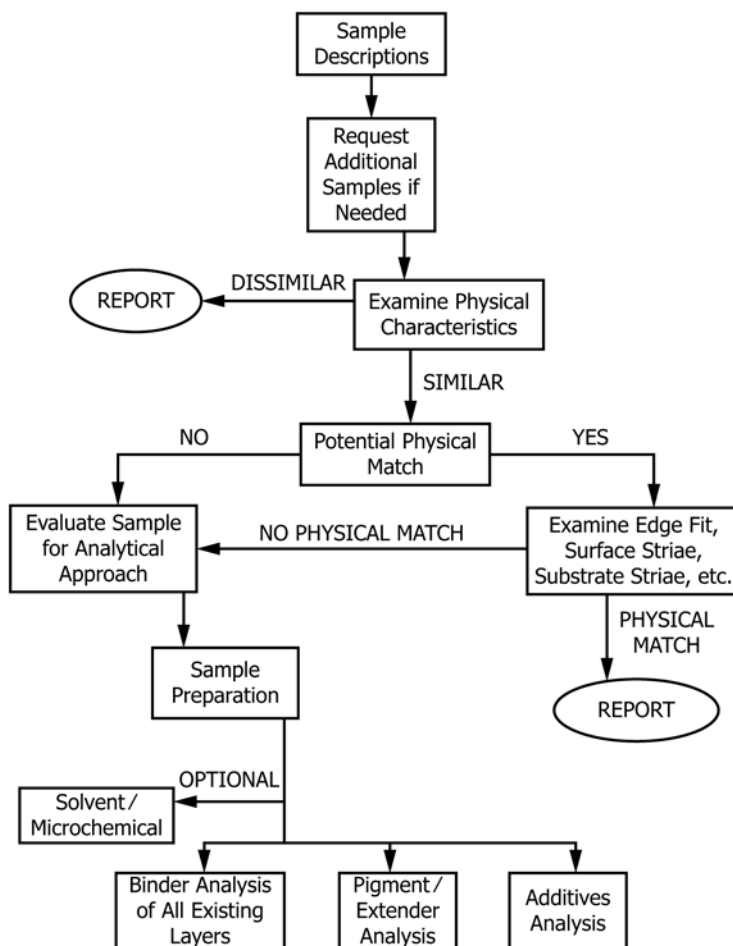 Sample
Descriptions
Request
Additional
Samples if
Needed
DISSIMILAR
REPORT
Examine Physical
Characteristics
SIMILAR
NO
Potential Physical
Match
YES
Evaluate Sample
for Analytical
Approach
NO PHYSICAL MATCH
Examine Edge Fit,
Surface Striae,
Substrate Striae, etc.
PHYSICAL
MATCH
Sample
Preparation
REPORT
OPTIONAL
Solvent/
Microchemical
Binder Analysis
of All Existing
Layers
Pigment/
Extender
Analysis
Additives
Analysis